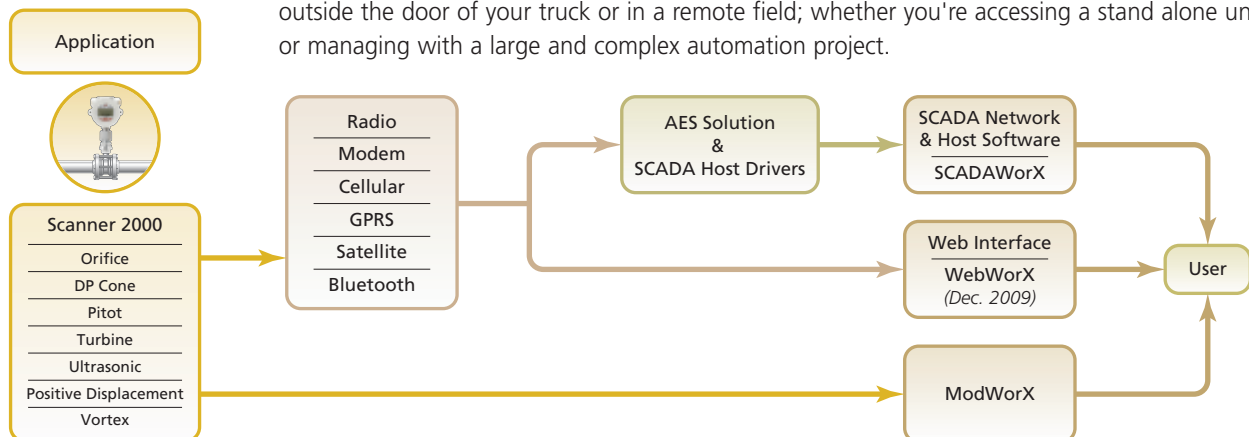 outside the door of your truck or in a remote field; whether you're accessing a stand alone
or managing with a large and complex automation project.
Application
Scanner 2000
Orifice
DP Cone
Pitot
Turbine
Ultrasonic
Positive Displacement
Vortex
Radio
Modem
Cellular
GPRS
Satellite
Bluetooth
AES Solution
&
SCADA Host Drivers
SCADA Network
& Host Software
SCADAWorX
Web Interface
WebWorX
(Dec. 2009)
ModWorX
User